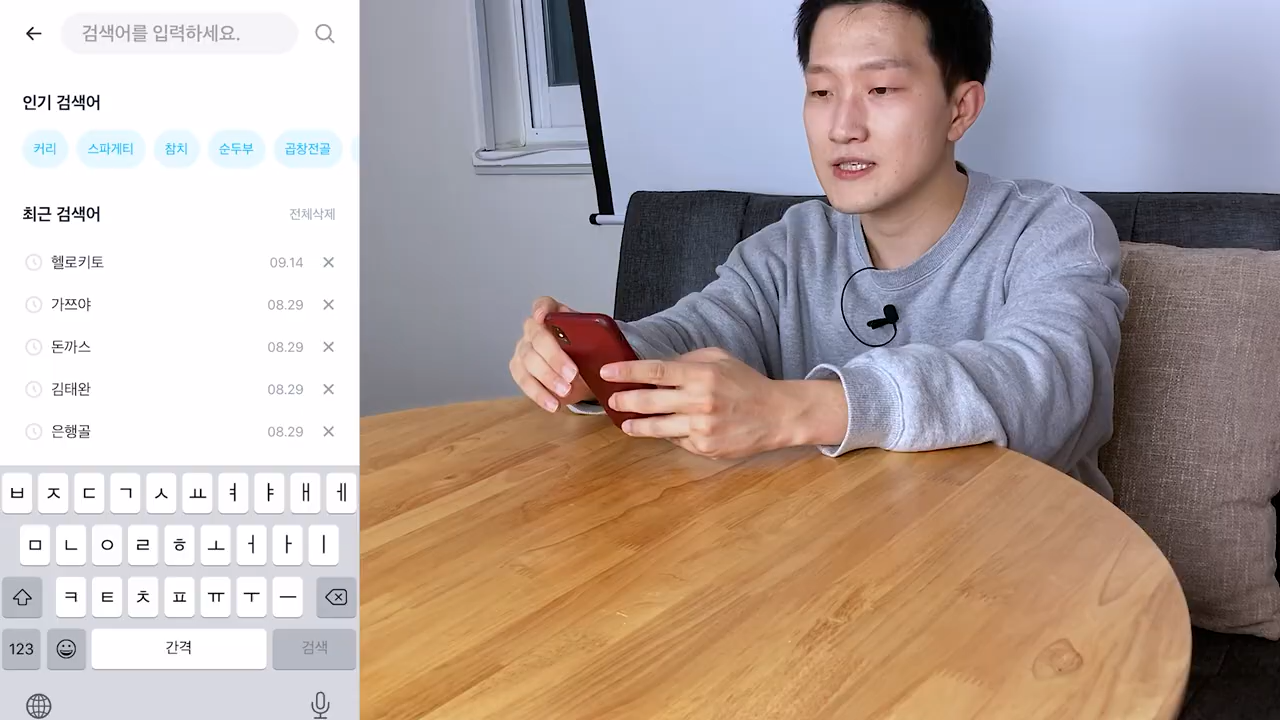 검색어를 입력하세요.
인기 검색어
커리 스파게티 참치 순두부 곱창전골
최근 검색어 전체삭제
헬로키토 09.14
가쯔야 08.29
돈까스 08.29
김태완 08.29
은행골 08.29
ㅂ ㅈ ㄷ ㄱ ㅅ ㅛ ㅕ ㅑ ㅐ ㅔ
ㅁ ㄴ ㅇ ㄹ ㅎ ㅗ ㅓ ㅏ ㅣ
ㅋ ㅌ ㅊ ㅍ ㅠ ㅜ ㅡ
123 간격 검색